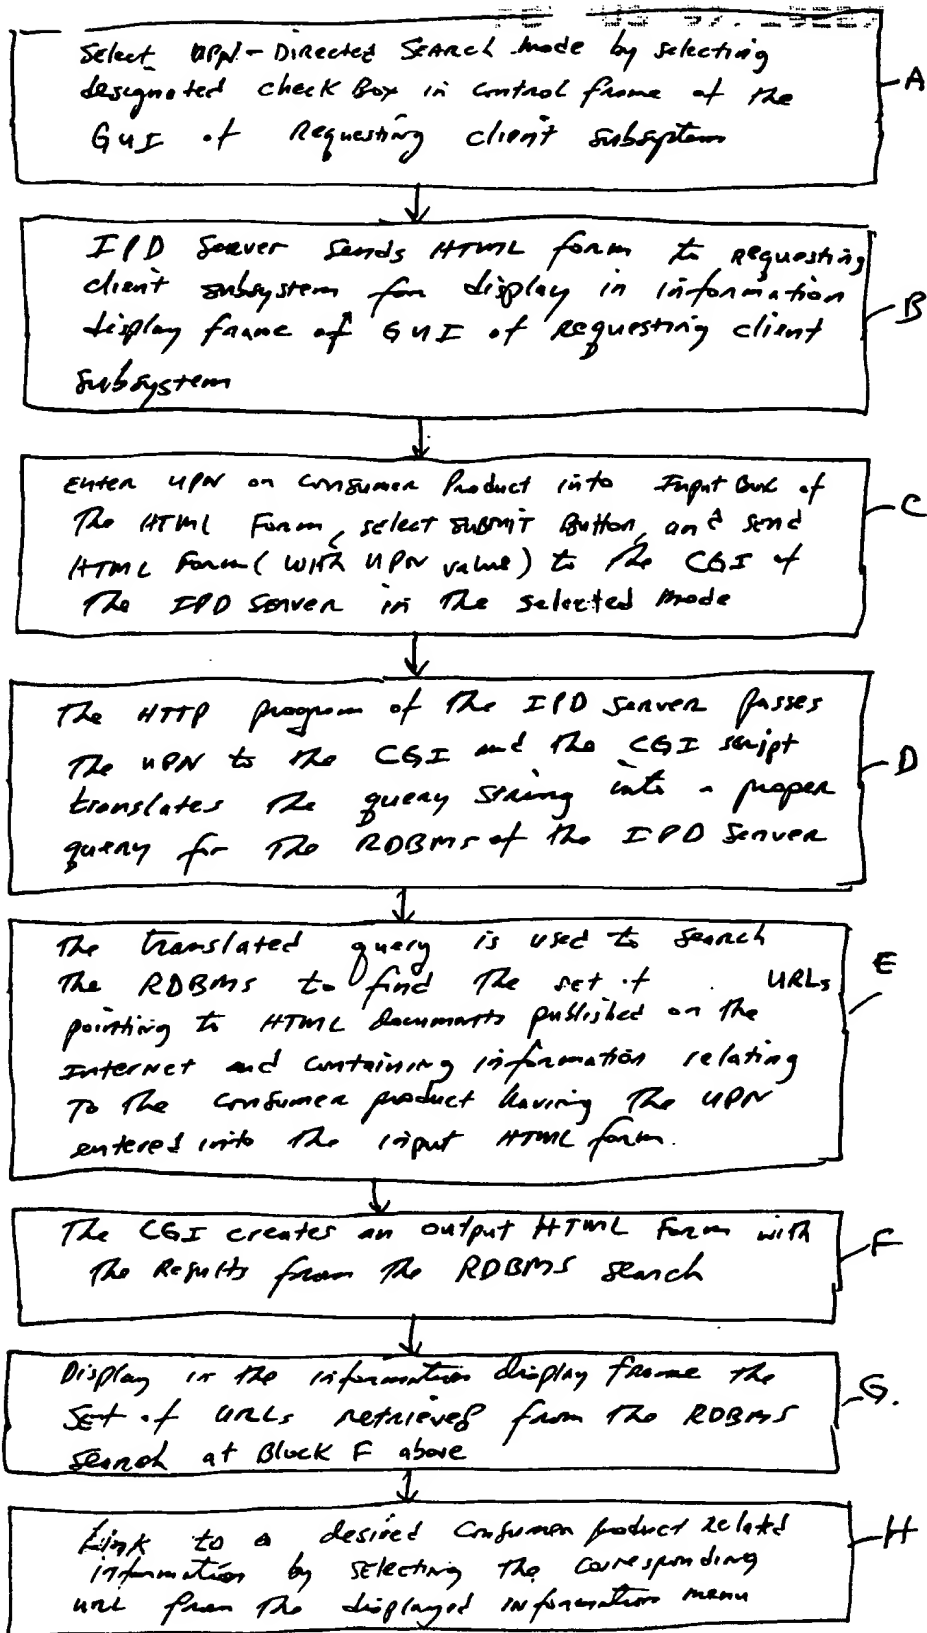 Select UPN-Directed Search mode by selecting
designated check Box in control frame of the
GUI of Requesting client subsystem
A
IPD Server Sends HTML form to requesting
client subsystem for display in information
display frame of GUI of requesting client
subsystem
B
Enter UPN on Consumer Product into Input Box of
The HTML Form, select submit Button, and send
HTML Form (with UPN value) to the CGI of
The IPD Server in the selected mode
C
The HTTP program of the IPD Server passes
The UPN to the CGI and the CGI script
translates the query string into a proper
query for the RDBMS of the IPD Server
D
The translated query is used to search
the RDBMS to find the set of URLs
pointing to HTML documents published on the
Internet and containing information relating
To the consumer product having the UPN
entered into the input HTML form.
E
The CGI creates an output HTML Form with
the Results from the RDBMS search
F
Display in the information display frame the
Set of URLs retrieved from the RDBMS
search at Block F above
G.
Link to a desired Consumer product related
information by selecting the corresponding
URL from the displayed information menu
H